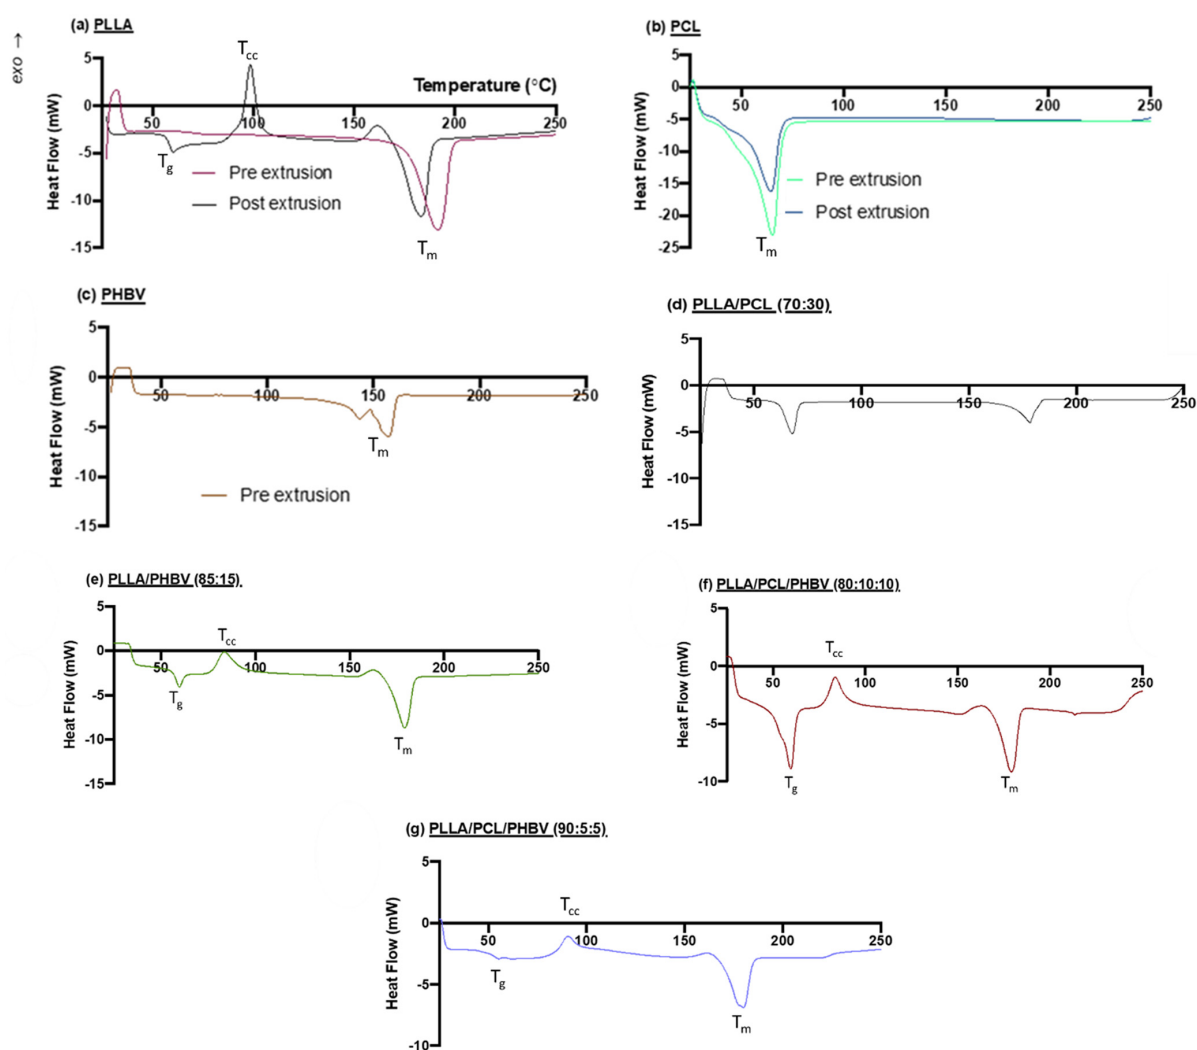 exo →
(a) PLLA
5
0
-5
-10
-15
Heat Flow (mW)
50
100
150
200
250
Temperature (°C)
Tcc
Tg
Tm
Pre extrusion
Post extrusion
(b) PCL
5
0
-5
-10
-15
-20
-25
Heat Flow (mW)
50
100
150
200
250
Pre extrusion
Post extrusion
Tm
(c) PHBV
5
0
-5
-10
-15
Heat Flow (mW)
50
100
150
200
250
Tm
Pre extrusion
(d) PLLA/PCL (70:30)
5
0
-5
-10
-15
Heat Flow (mW)
50
100
150
200
250
(e) PLLA/PHBV (85:15)
5
0
-5
-10
-15
Heat Flow (mW)
50
100
150
200
250
Tcc
Tg
Tm
(f) PLLA/PCL/PHBV (80:10:10)
5
0
-5
-10
Heat Flow (mW)
50
100
150
200
250
Tcc
Tg
Tm
(g) PLLA/PCL/PHBV (90:5:5)
5
0
-5
-10
Heat Flow (mW)
50
100
150
200
250
Tcc
Tg
Tm